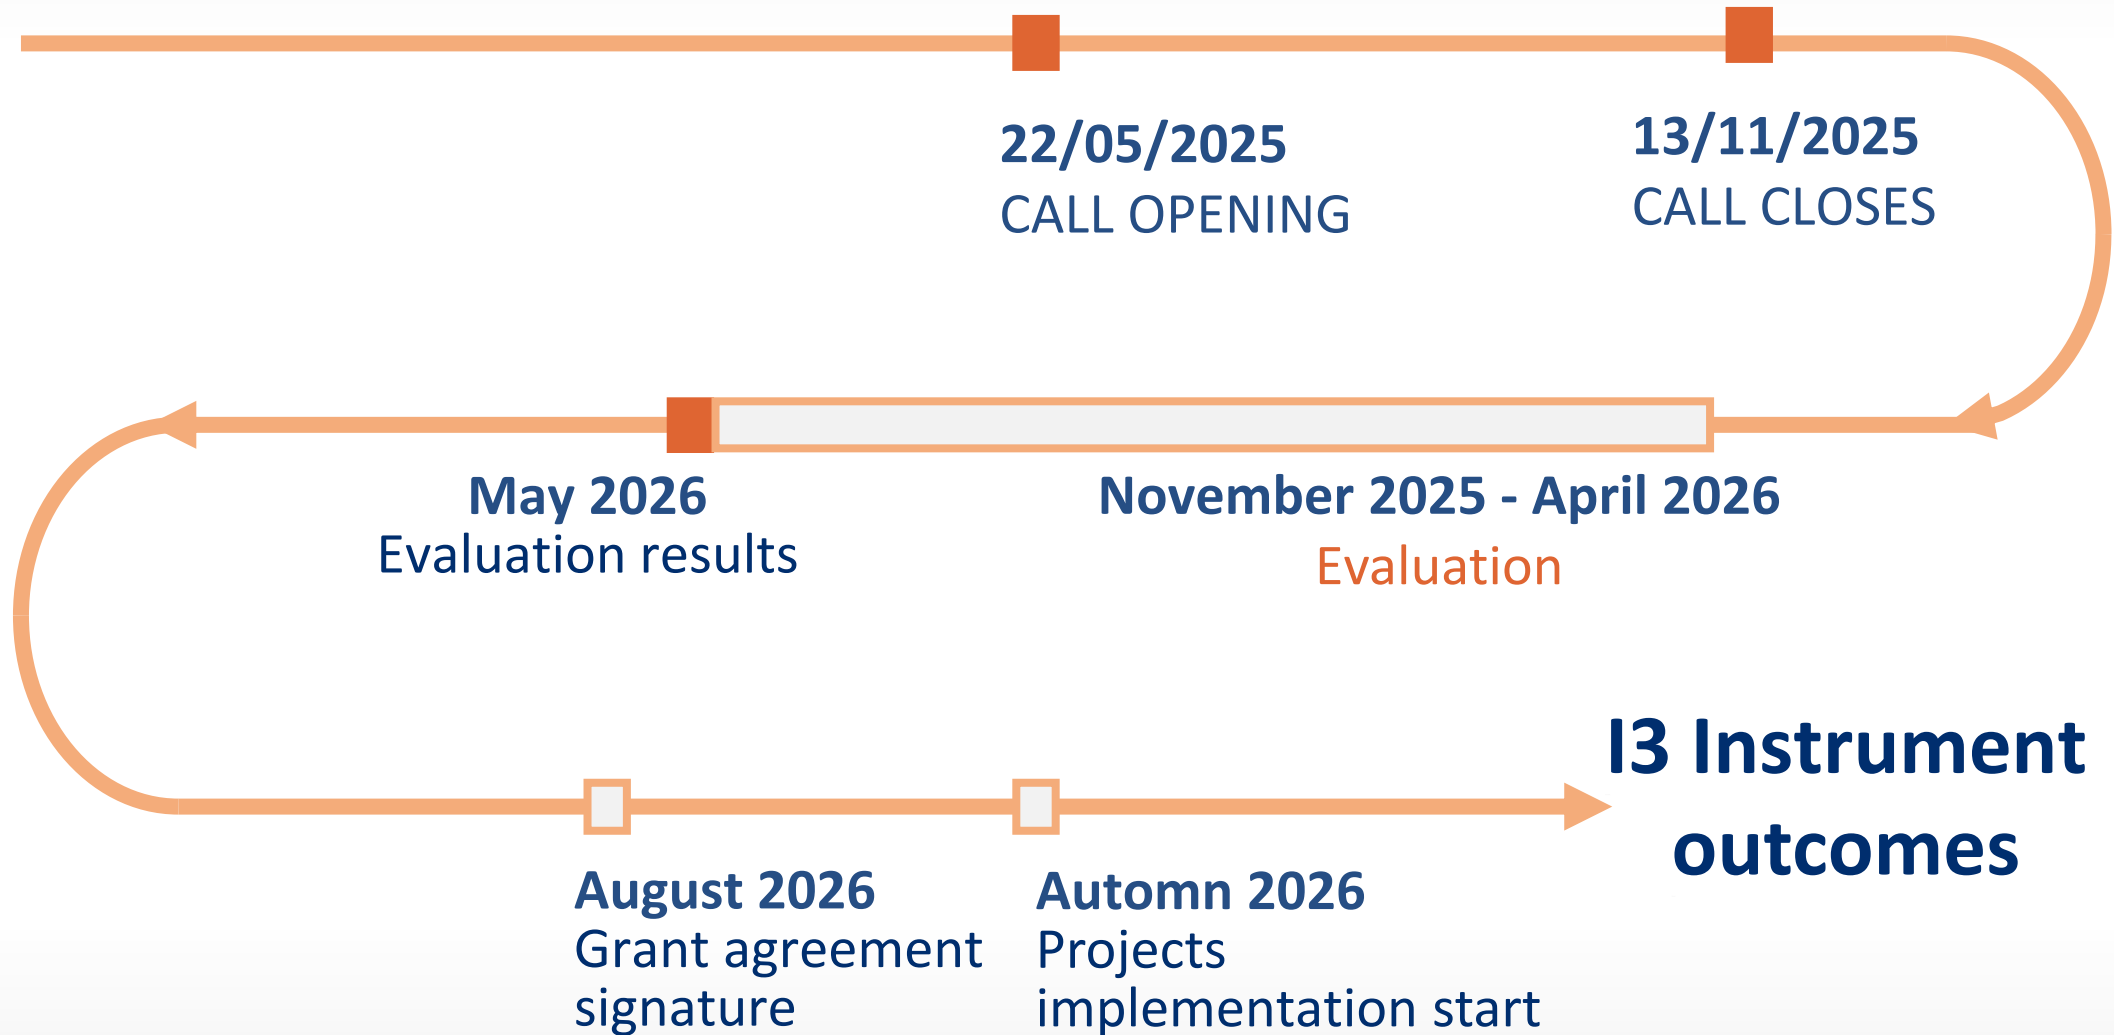 22/05/2025
CALL OPENING
13/11/2025
CALL CLOSES
November 2025 - April 2026
Evaluation
May 2026
Evaluation results
August 2026
Grant agreement
signature
Automn 2026
Projects
implementation start
I3 Instrument
outcomes